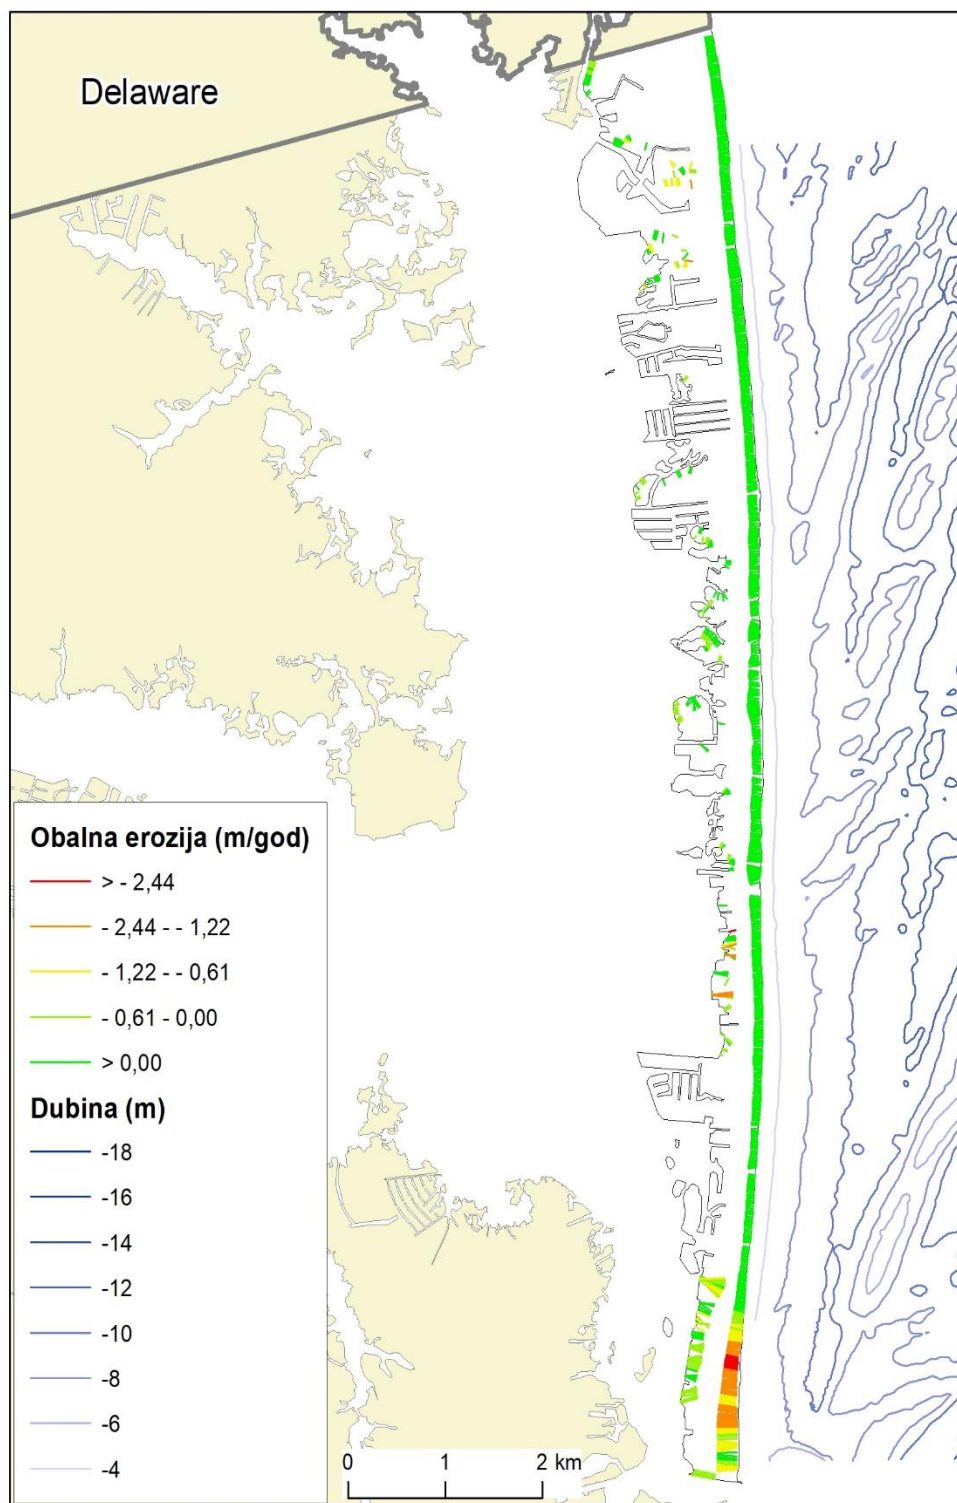 Delaware
Obalna erozija (m/god)
> - 2,44
- 2,44 - - 1,22
- 1,22 - - 0,61
- 0,61 - 0,00
> 0,00
Dubina (m)
-18
-16
-14
-12
-10
-8
-6
-4
0 1 2 km